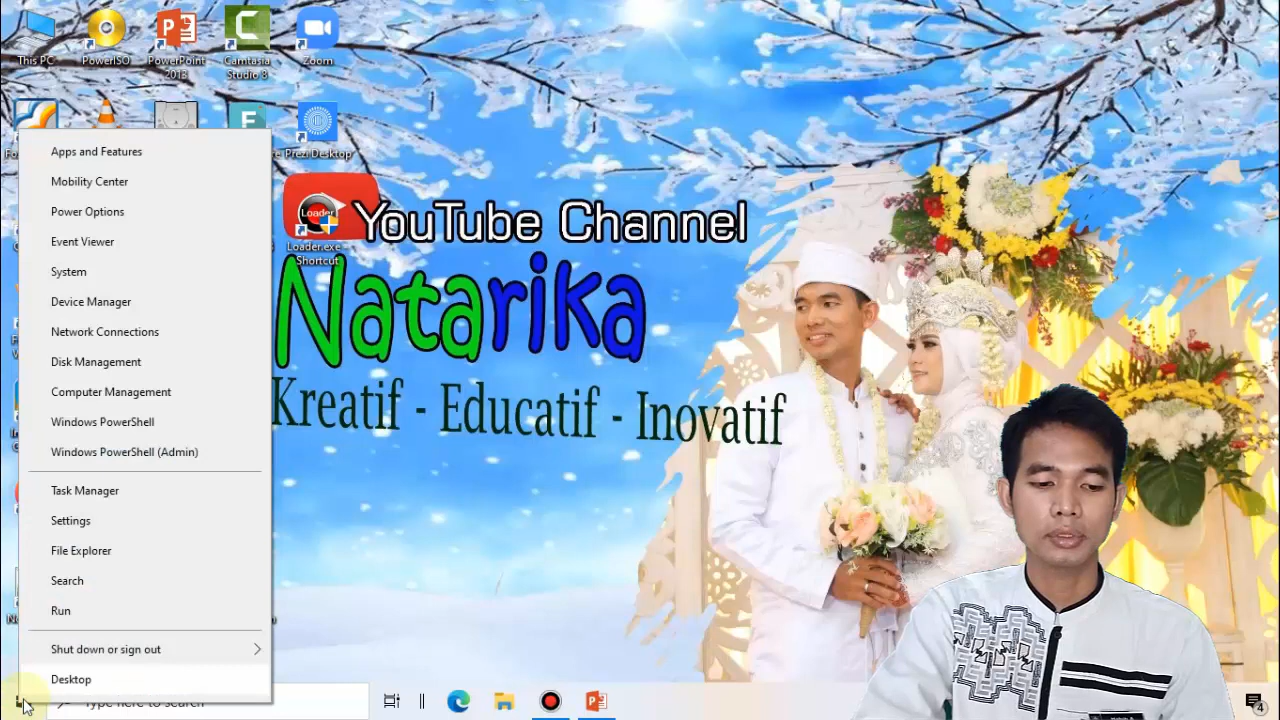 This PC
PowerISO
PowerPoint 2013
Camtasia Studio 8
Zoom
Prezi Desktop
Loader
Loader.exe Shortcut
Apps and Features
Mobility Center
Power Options
Event Viewer
System
Device Manager
Network Connections
Disk Management
Computer Management
Windows PowerShell
Windows PowerShell (Admin)
Task Manager
Settings
File Explorer
Search
Run
Shut down or sign out
Desktop
YouTube Channel
Natarika
Kreatif - Educatif - Inovatif
Type here to search
4